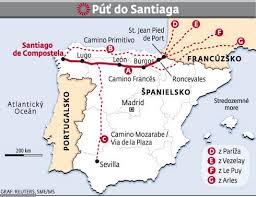 Púť do Santiaga
St. Jean Pied
de Port
Camino Primitivo
Santiago
de Compostela
Lugo
León
Burgos
D
E
F
G
FRANCÚZSKO
A
B
Camino Francés
Roncevalles
Atlantický
Oceán
PORTUGALSKO
Madrid
ŠPANIELSKO
Stredozemné
more
C
Camino Mozarabe /
Via de la Plaza
Sevilla
D z Paríža
E z Vezelay
F z Le Puy
G z Arles
200 km
GRAF: REUTERS, SME/MS